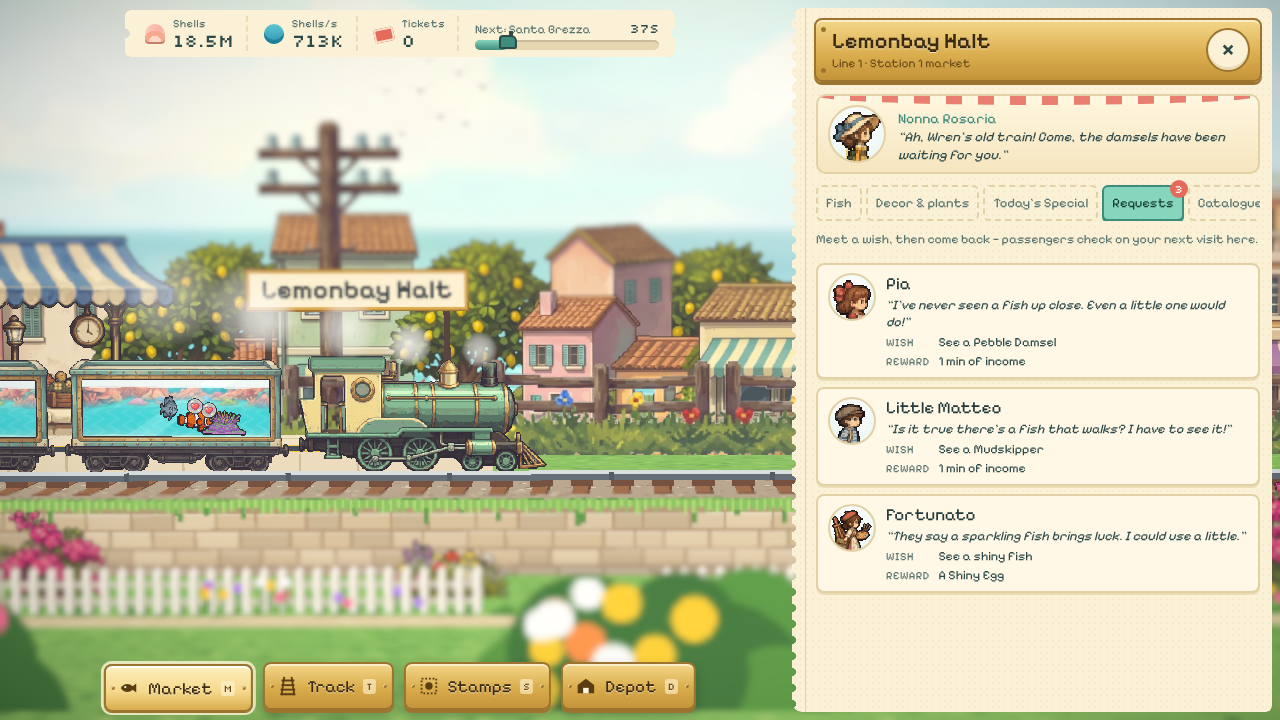 Shells
18.5M
Shells/s
713K
Tickets
0
Next: Santa Brezza
37S
Lemonbay Halt
Line 1 · Station 1 market
Nonna Rosaria
"Ah, Wren's old train! Come, the damsels have been
waiting for you."
Fish
Decor & plants
Today's Special
Requests
3
Catalogue
Meet a wish, then come back – passengers check on your next visit here.
Pia
"I've never seen a fish up close. Even a little one would
do!"
WISH See a Pebble Damsel
REWARD 1 min of income
Little Matteo
"Is it true there's a fish that walks? I have to see it!"
WISH See a Mudskipper
REWARD 1 min of income
Fortunato
"They say a sparkling fish brings luck. I could use a little."
WISH See a shiny fish
REWARD A Shiny Egg
Lemonbay Halt
Market M
Track T
Stamps S
Depot D